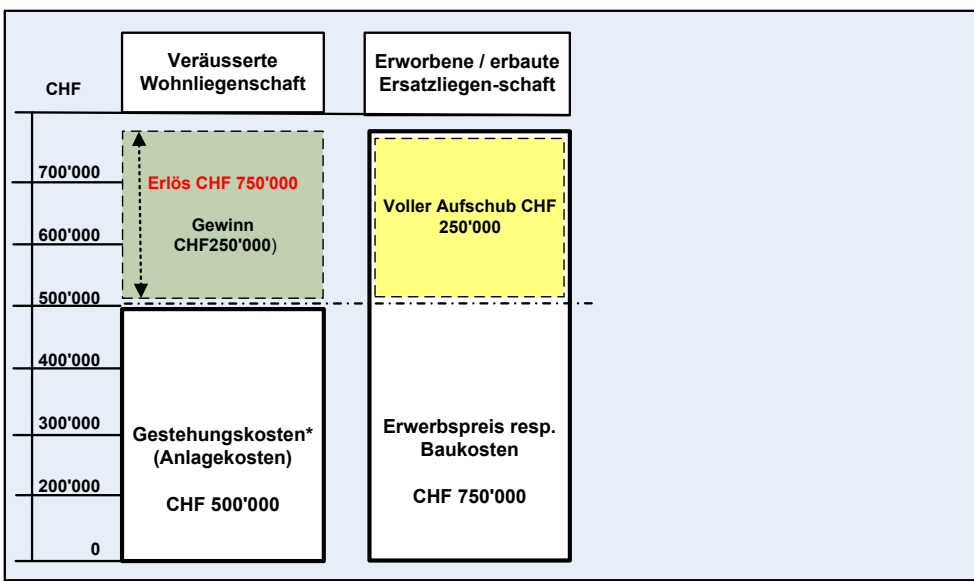 CHF
Veräusserte
Wohnliegenschaft
Erworbene / erbaute
Ersatzliegen-schaft
700'000
600'000
500'000
400'000
300'000
200'000
0
Erlös CHF 750'000
Gewinn
CHF250'000)
Voller Aufschub CHF
250'000
Gestehungskosten*
(Anlagekosten)
CHF 500'000
Erwerbspreis resp.
Baukosten
CHF 750'000